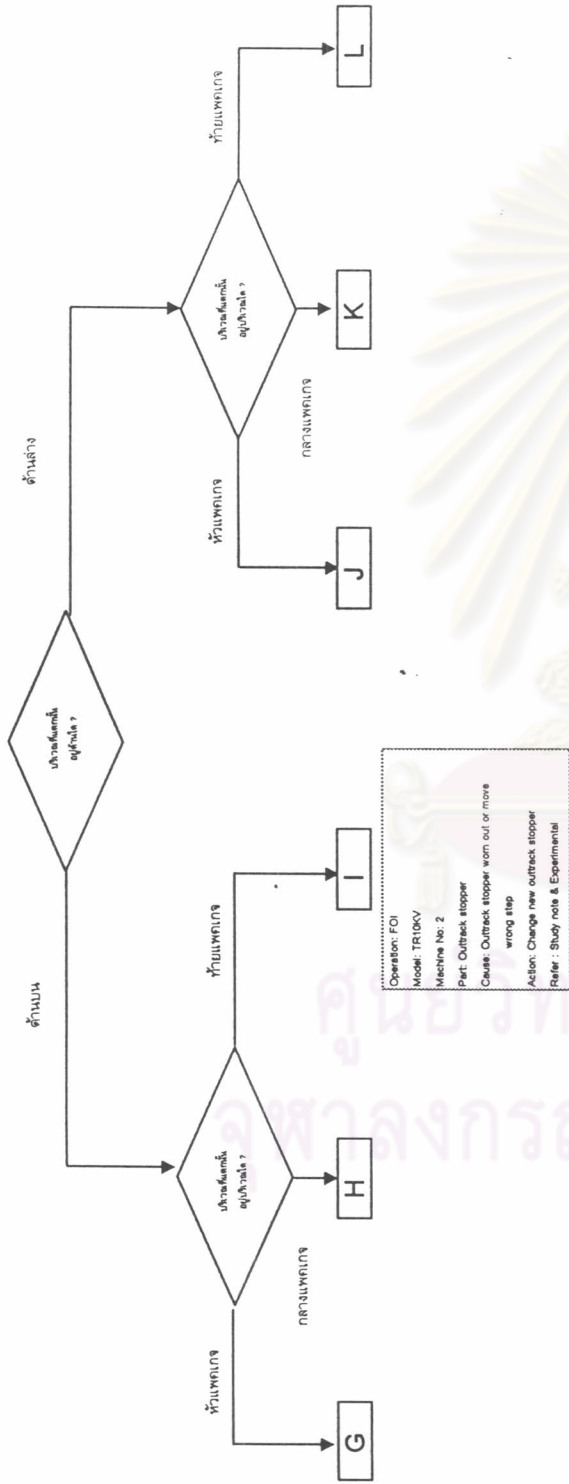 บริเวณที่แตกนั้น
อยู่ด้านใด ?
ด้านบน
ด้านล่าง
บริเวณที่แตกนั้น
อยู่บริเวณใด ?
หัวแพคเกจ
กลางแพคเกจ
ท้ายแพคเกจ
G
H
I
บริเวณที่แตกนั้น
อยู่บริเวณใด ?
หัวแพคเกจ
กลางแพคเกจ
ท้ายแพคเกจ
J
K
L
Operation: FOI
Model: TR10KV
Machine No: 2
Part: Outtrack stopper
Cause: Outtrack stopper worn out or move
wrong step
Action: Change new outtrack stopper
Refer : Study note & Experimental